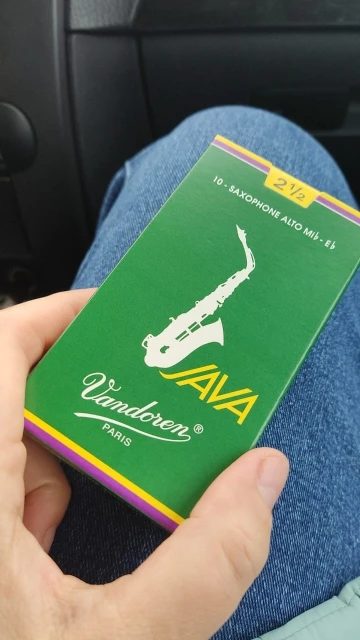 2½
10 - SAXOPHONE ALTO Mi♭ - E♭
JAVA
Vandoren®
PARIS